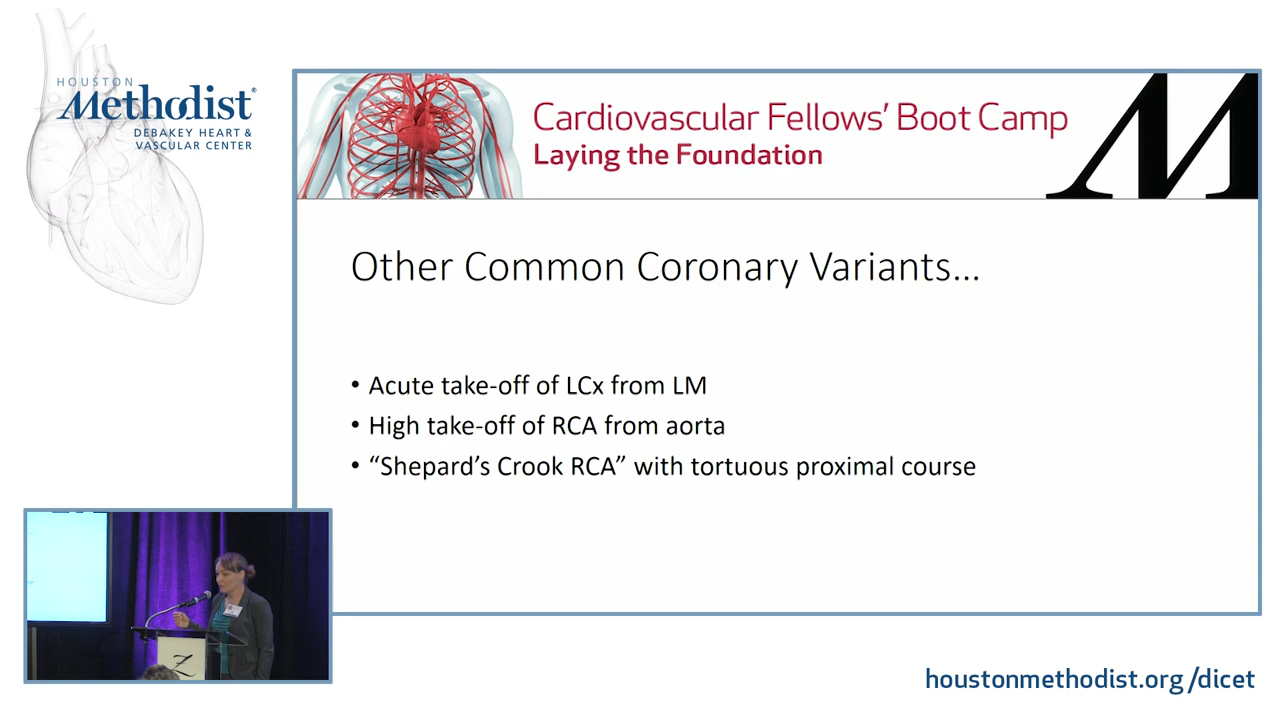 HOUSTON
Methodist®
DEBAKEY HEART &
VASCULAR CENTER
Cardiovascular Fellows’ Boot Camp
Laying the Foundation
M
Other Common Coronary Variants...
• Acute take-off of LCx from LM
• High take-off of RCA from aorta
• “Shepard’s Crook RCA” with tortuous proximal course
Z
houstonmethodist.org/dicet